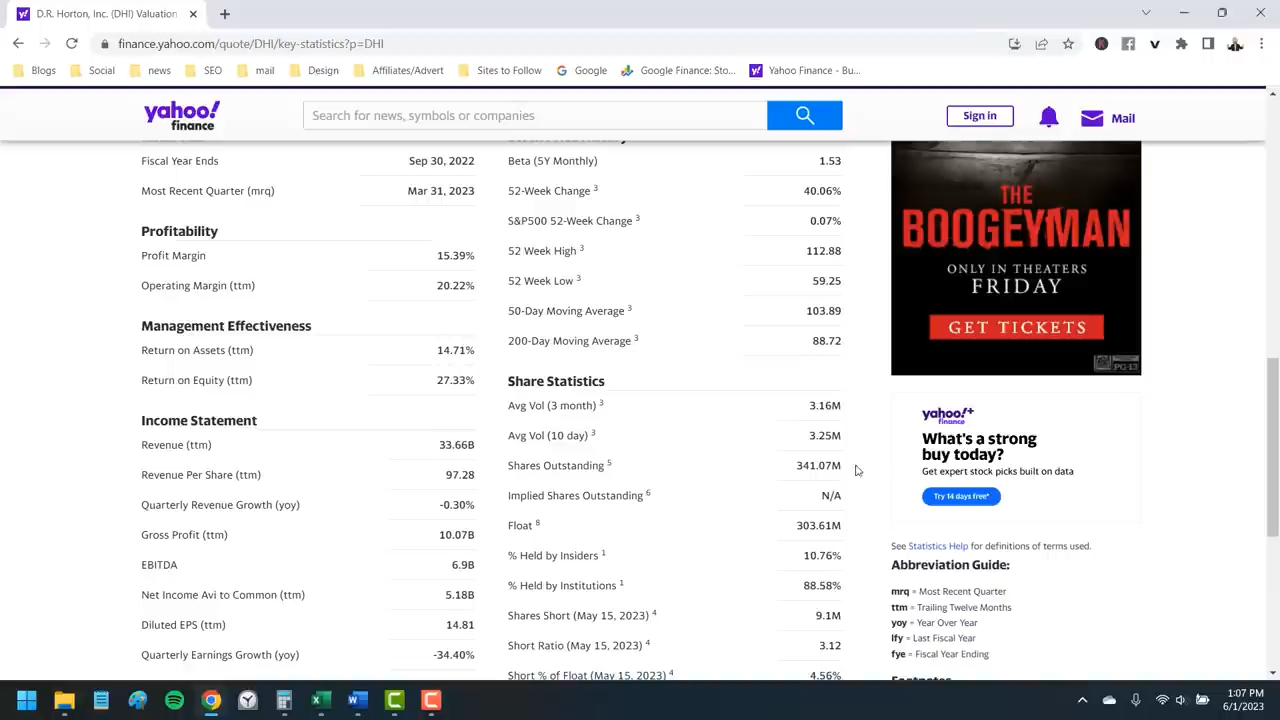 D.R. Horton, Inc. (DHI) Valuation
finance.yahoo.com/quote/DHI/key-statistics?p=DHI
Blogs
Social
news
SEO
mail
Design
Affiliates/Advert
Sites to Follow
Google
Google Finance: Sto...
Yahoo Finance - Bu...
yahoo!
finance
Search for news, symbols or companies
Sign in
Mail
Fiscal Year Ends Sep 30, 2022
Most Recent Quarter (mrq) Mar 31, 2023
Profitability
Profit Margin 15.39%
Operating Margin (ttm) 20.22%
Management Effectiveness
Return on Assets (ttm) 14.71%
Return on Equity (ttm) 27.33%
Income Statement
Revenue (ttm) 33.66B
Revenue Per Share (ttm) 97.28
Quarterly Revenue Growth (yoy) -0.30%
Gross Profit (ttm) 10.07B
EBITDA 6.9B
Net Income Avi to Common (ttm) 5.18B
Diluted EPS (ttm) 14.81
Quarterly Earnings Growth (yoy) -34.40%
Beta (5Y Monthly) 1.53
52-Week Change 3 40.06%
S&P500 52-Week Change 3 0.07%
52 Week High 3 112.88
52 Week Low 3 59.25
50-Day Moving Average 3 103.89
200-Day Moving Average 3 88.72
Share Statistics
Avg Vol (3 month) 3 3.16M
Avg Vol (10 day) 3 3.25M
Shares Outstanding 5 341.07M
Implied Shares Outstanding 6 N/A
Float 8 303.61M
% Held by Insiders 1 10.76%
% Held by Institutions 1 88.58%
Shares Short (May 15, 2023) 4 9.1M
Short Ratio (May 15, 2023) 4 3.12
Short % of Float (May 15, 2023) 4 4.56%
THE
BOOGEYMAN
ONLY IN THEATERS
FRIDAY
GET TICKETS
PG-13
yahoo!+
finance
What's a strong
buy today?
Get expert stock picks built on data
Try 14 days free*
See Statistics Help for definitions of terms used.
Abbreviation Guide:
mrq = Most Recent Quarter
ttm = Trailing Twelve Months
yoy = Year Over Year
lfy = Last Fiscal Year
fye = Fiscal Year Ending
Footnotes
1:07 PM
6/1/2023